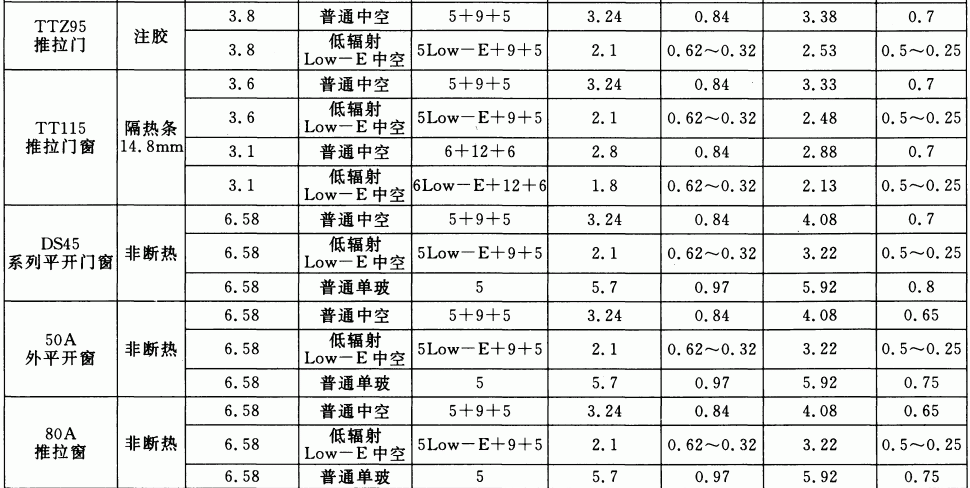 TTZ95
推拉门
注胶
3.8 普通中空 5+9+5 3.24 0.84 3.38 0.7
3.8 低辐射
Low-E中空 5Low-E+9+5 2.1 0.62~0.32 2.53 0.5~0.25
TT115
推拉门窗
隔热条
14.8mm
3.6 普通中空 5+9+5 3.24 0.84 3.33 0.7
3.6 低辐射
Low-E中空 5Low-E+9+5 2.1 0.62~0.32 2.48 0.5~0.25
3.1 普通中空 6+12+6 2.8 0.84 2.88 0.7
3.1 低辐射
Low-E中空 6Low-E+12+6 1.8 0.62~0.32 2.13 0.5~0.25
DS45
系列平开门窗
非断热
6.58 普通中空 5+9+5 3.24 0.84 4.08 0.7
6.58 低辐射
Low-E中空 5Low-E+9+5 2.1 0.62~0.32 3.22 0.5~0.25
6.58 普通单玻 5 5.7 0.97 5.92 0.8
50A
外平开窗
非断热
6.58 普通中空 5+9+5 3.24 0.84 4.08 0.65
6.58 低辐射
Low-E中空 5Low-E+9+5 2.1 0.62~0.32 3.22 0.5~0.25
6.58 普通单玻 5 5.7 0.97 5.92 0.75
80A
推拉窗
非断热
6.58 普通中空 5+9+5 3.24 0.84 4.08 0.65
6.58 低辐射
Low-E中空 5Low-E+9+5 2.1 0.62~0.32 3.22 0.5~0.25
6.58 普通单玻 5 5.7 0.97 5.92 0.75